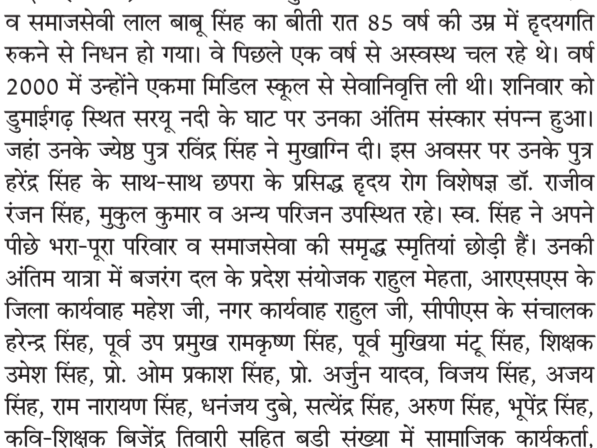 व समाजसेवी लाल बाबू सिंह का बीती रात 85 वर्ष की उम्र में हृदयगति
रुकने से निधन हो गया। वे पिछले एक वर्ष से अस्वस्थ चल रहे थे। वर्ष
2000 में उन्होंने एकमा मिडिल स्कूल से सेवानिवृत्ति ली थी। शनिवार को
डुमाईगढ़ स्थित सरयू नदी के घाट पर उनका अंतिम संस्कार संपन्न हुआ।
जहां उनके ज्येष्ठ पुत्र रविंद्र सिंह ने मुखाग्नि दी। इस अवसर पर उनके पुत्र
हरेंद्र सिंह के साथ-साथ छपरा के प्रसिद्ध हृदय रोग विशेषज्ञ डॉ. राजीव
रंजन सिंह, मुकुल कुमार व अन्य परिजन उपस्थित रहे। स्व. सिंह ने अपने
पीछे भरा-पूरा परिवार व समाजसेवा की समृद्ध स्मृतियां छोड़ी हैं। उनकी
अंतिम यात्रा में बजरंग दल के प्रदेश संयोजक राहुल मेहता, आरएसएस के
जिला कार्यवाह महेश जी, नगर कार्यवाह राहुल जी, सीपीएस के संचालक
हरेन्द्र सिंह, पूर्व उप प्रमुख रामकृष्ण सिंह, पूर्व मुखिया मंटू सिंह, शिक्षक
उमेश सिंह, प्रो. ओम प्रकाश सिंह, प्रो. अर्जुन यादव, विजय सिंह, अजय
सिंह, राम नारायण सिंह, धनंजय दुबे, सत्येंद्र सिंह, अरुण सिंह, भूपेंद्र सिंह,
कवि-शिक्षक बिजेंद्र तिवारी सहित बड़ी संख्या में सामाजिक कार्यकर्ता,